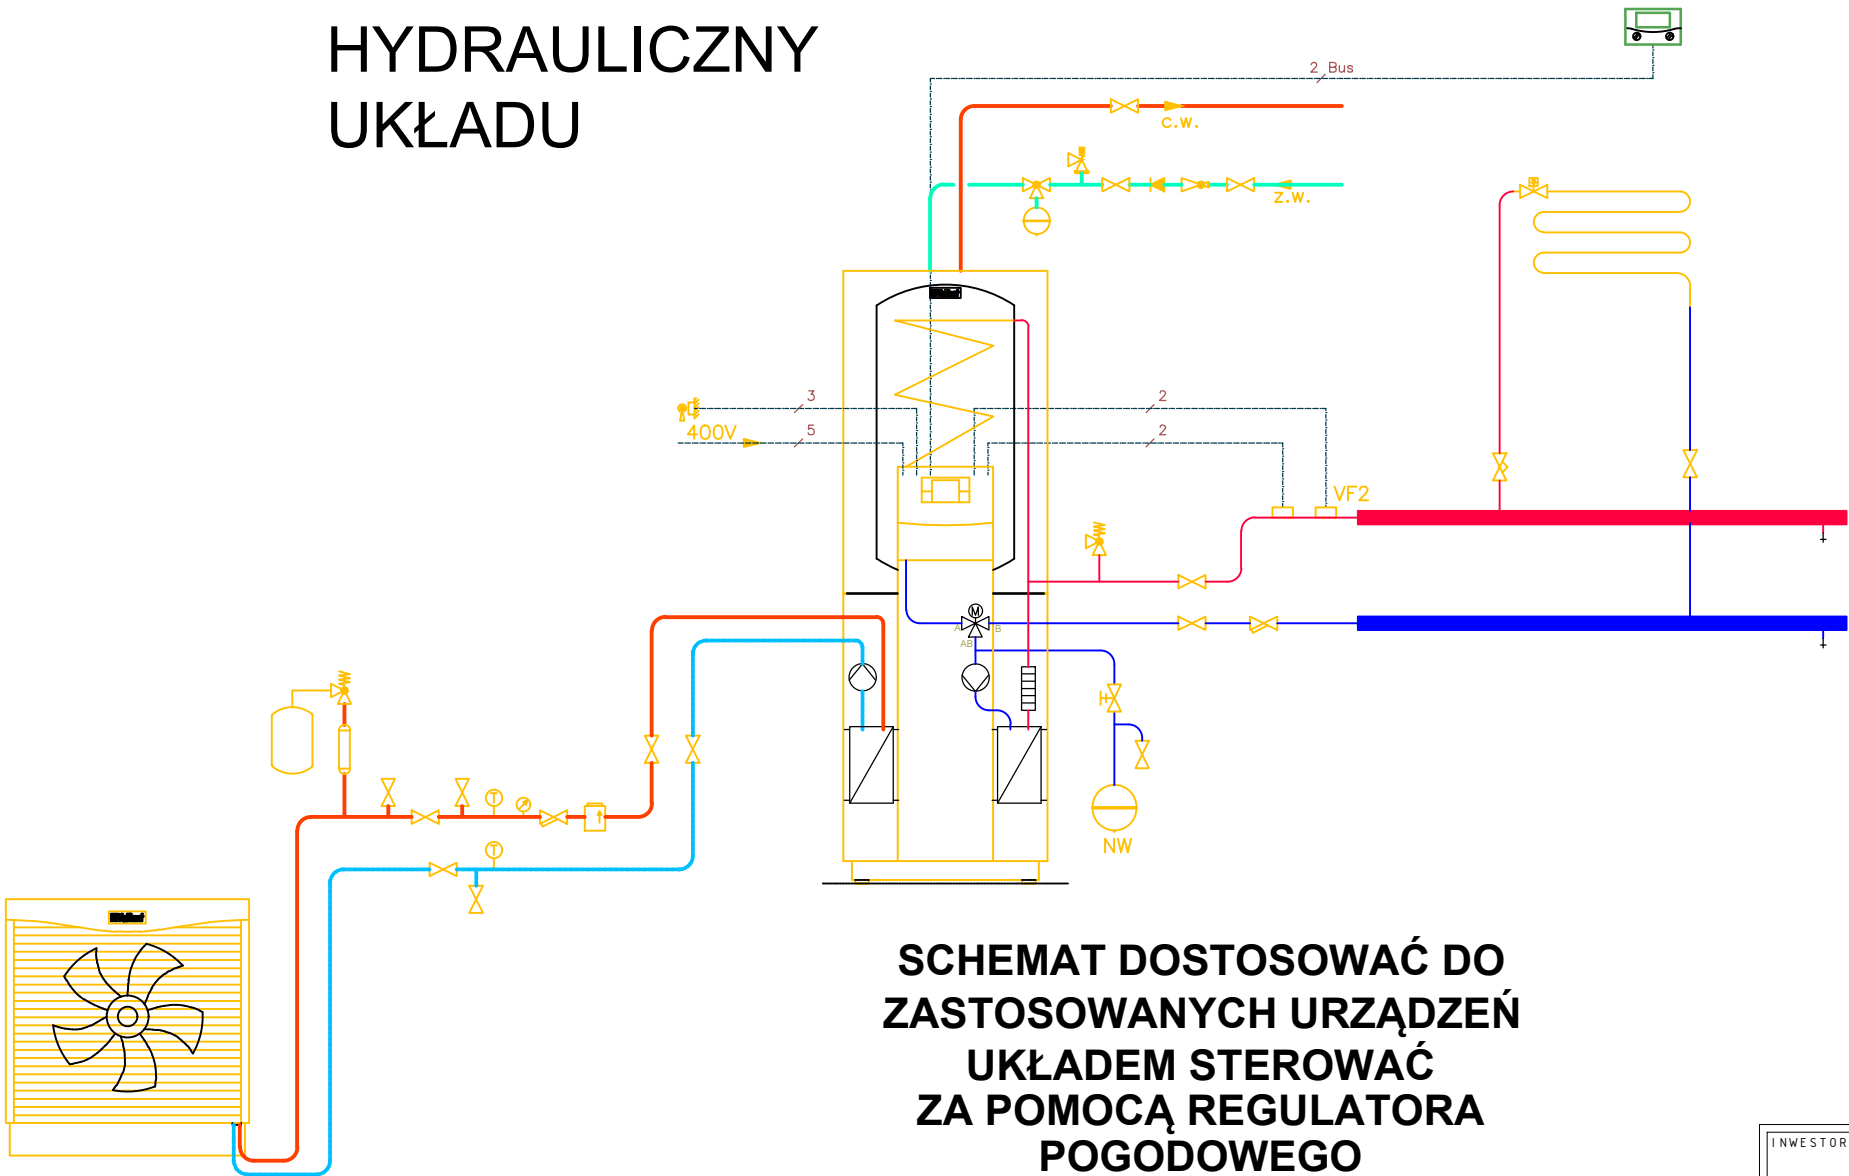 HYDRAULICZNY
UKŁADU
2 Bus
c.w.
z.w.
3
2
400V
5
2
VF2
M
A
B
AB
T
T
NW
SCHEMAT DOSTOSOWAĆ DO
ZASTOSOWANYCH URZĄDZEŃ
UKŁADEM STEROWAĆ
ZA POMOCĄ REGULATORA
POGODOWEGO
INWESTOR